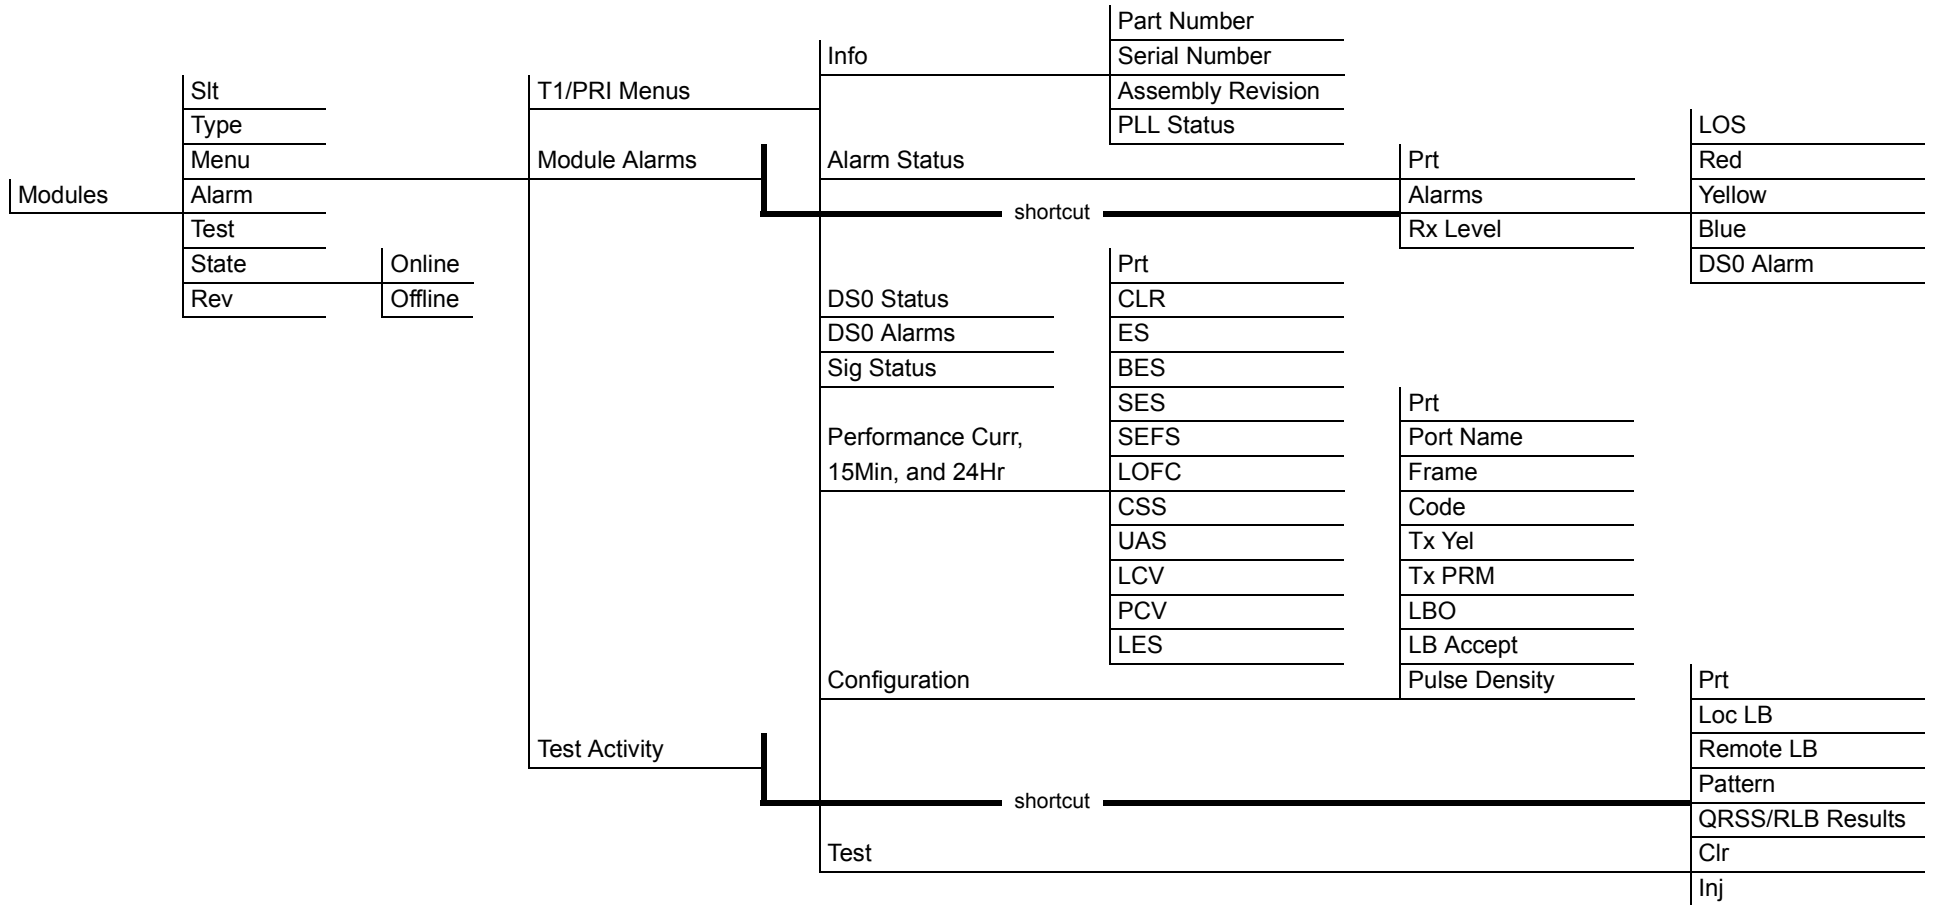 Modules
Slt
Type
Menu
Alarm
Test
State
Rev
Online
Offline
T1/PRI Menus
Module Alarms
Test Activity
shortcut
shortcut
Info
Alarm Status
DS0 Status
DS0 Alarms
Sig Status
Performance Curr,
15Min, and 24Hr
Configuration
Test
Part Number
Serial Number
Assembly Revision
PLL Status
Prt
CLR
ES
BES
SES
SEFS
LOFC
CSS
UAS
LCV
PCV
LES
Prt
Alarms
Rx Level
Prt
Port Name
Frame
Code
Tx Yel
Tx PRM
LBO
LB Accept
Pulse Density
LOS
Red
Yellow
Blue
DS0 Alarm
Prt
Loc LB
Remote LB
Pattern
QRSS/RLB Results
Clr
Inj